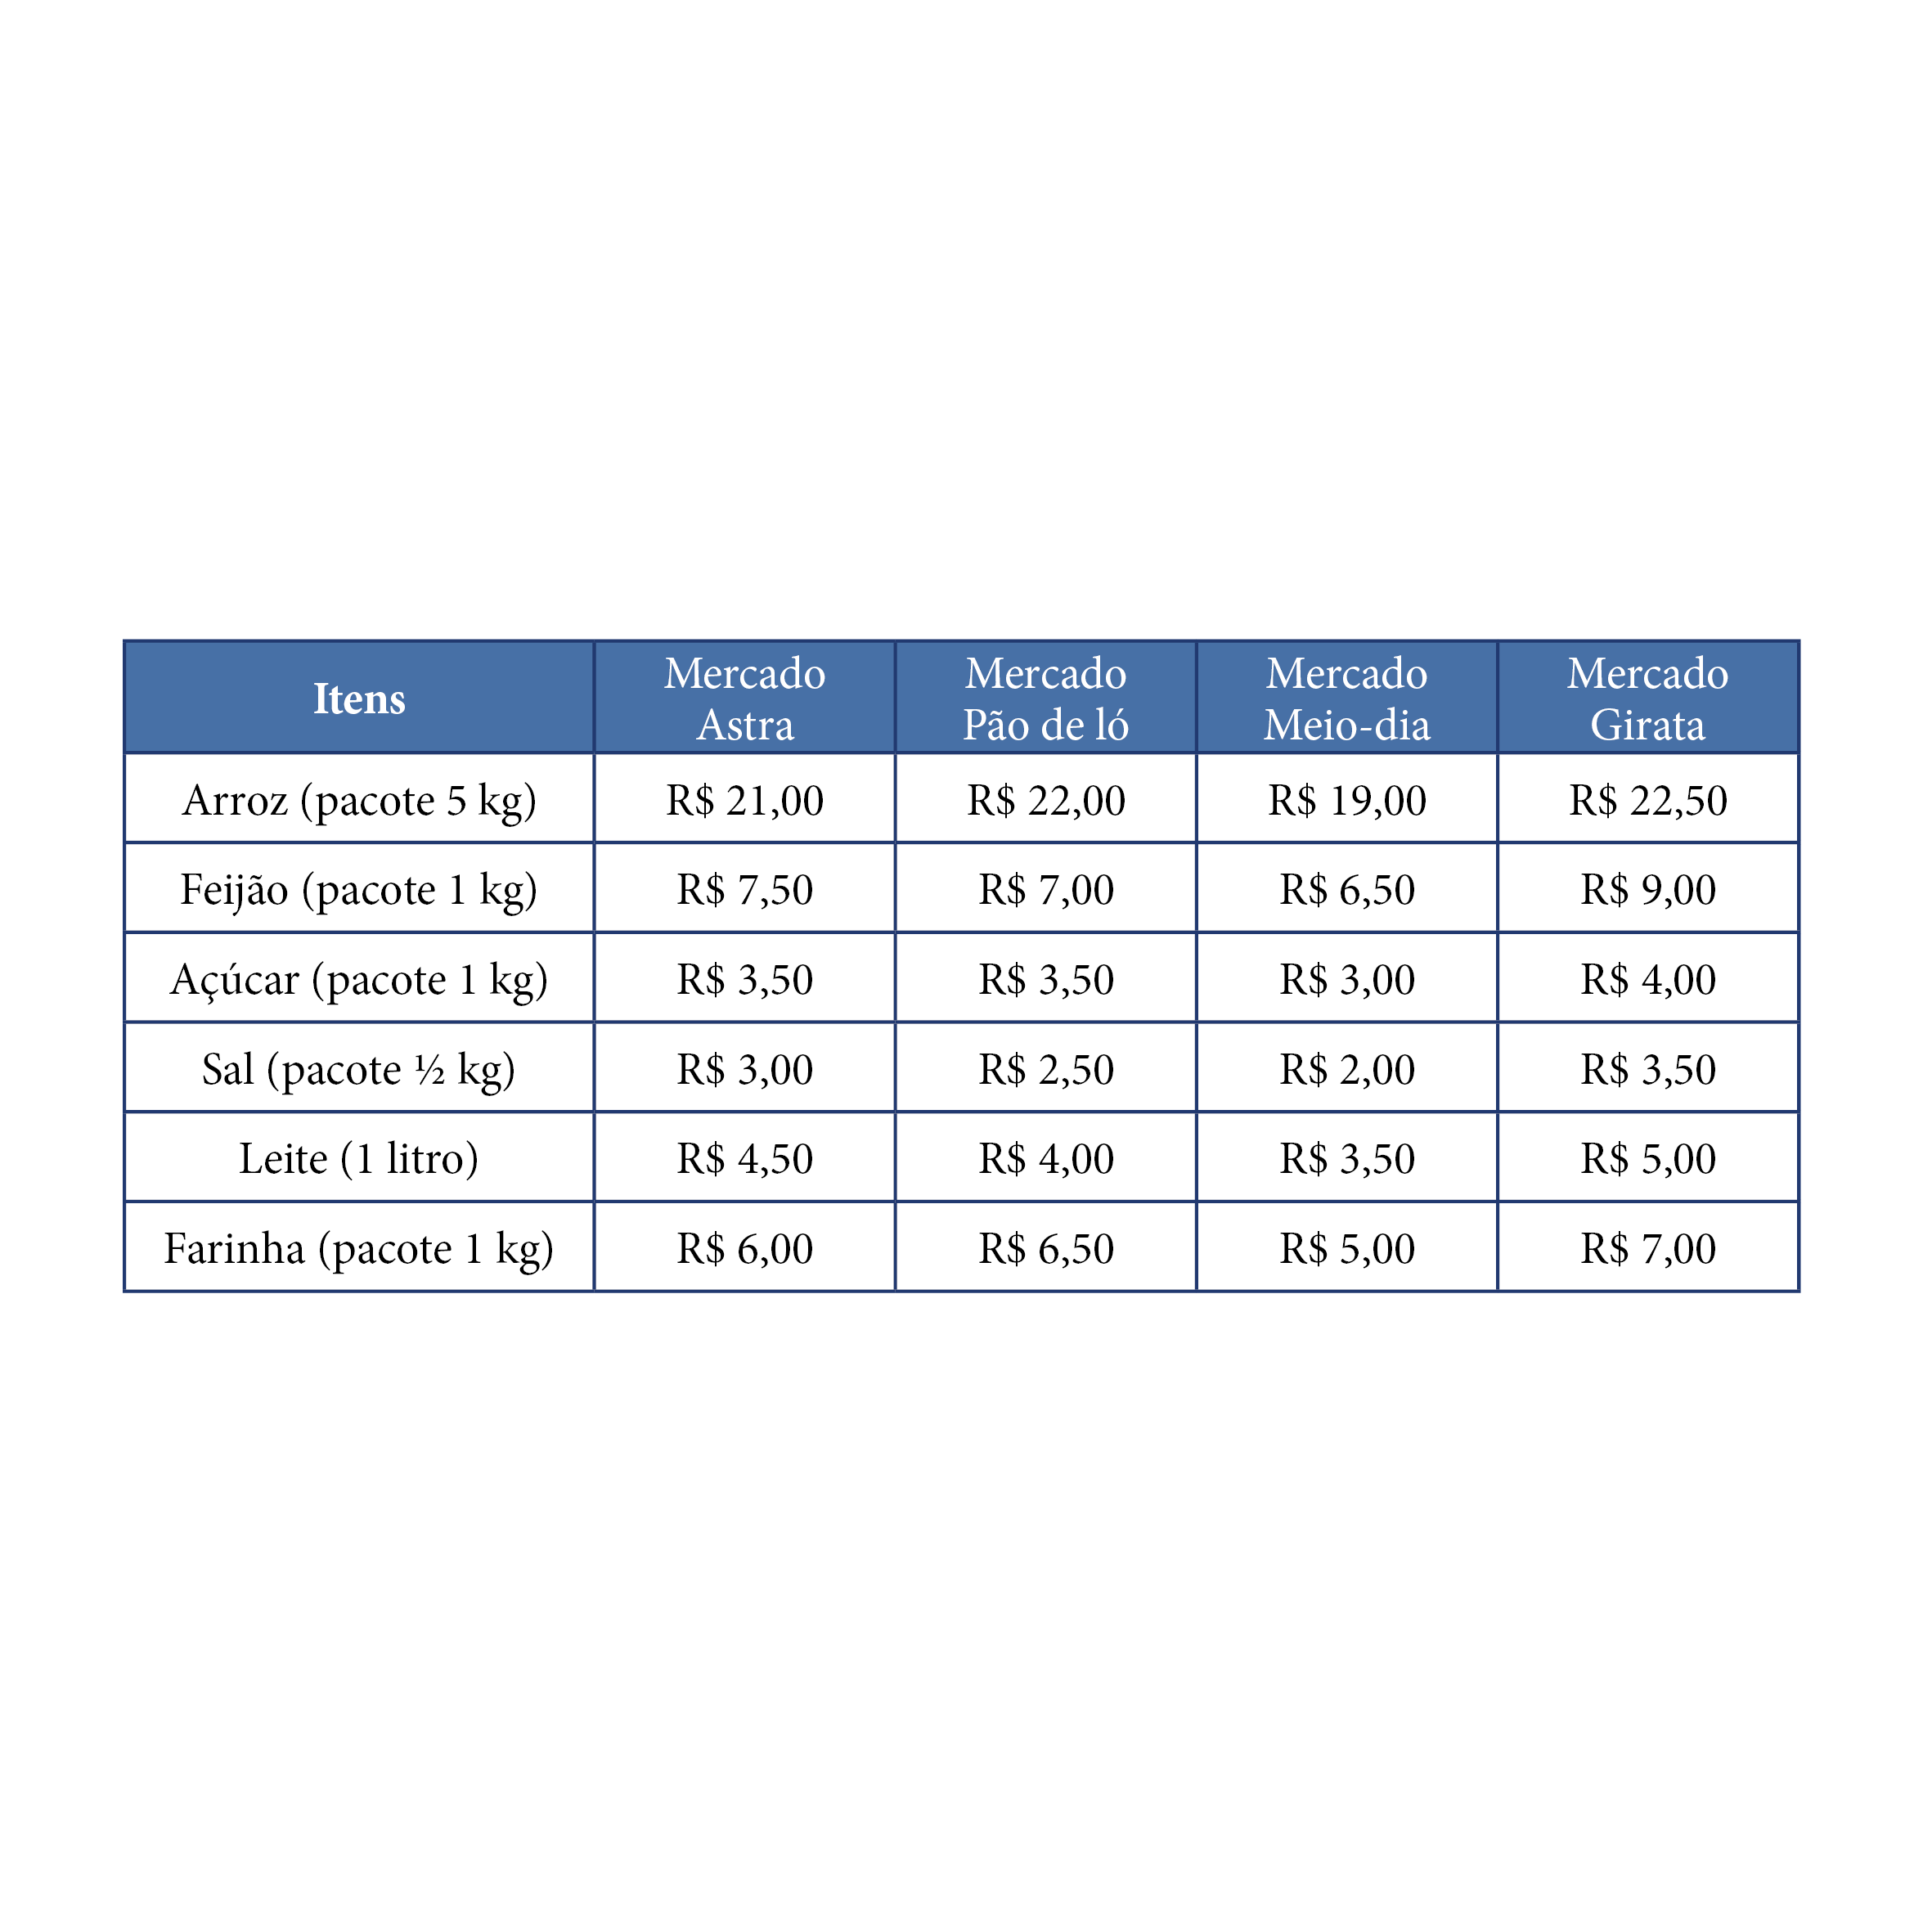 Itens
Mercado
Astra
Mercado
Pão de ló
Mercado
Meio-dia
Mercado
Girata
Arroz (pacote 5 kg) R$ 21,00 R$ 22,00 R$ 19,00 R$ 22,50
Feijão (pacote 1 kg) R$ 7,50 R$ 7,00 R$ 6,50 R$ 9,00
Açúcar (pacote 1 kg) R$ 3,50 R$ 3,50 R$ 3,00 R$ 4,00
Sal (pacote ½ kg) R$ 3,00 R$ 2,50 R$ 2,00 R$ 3,50
Leite (1 litro) R$ 4,50 R$ 4,00 R$ 3,50 R$ 5,00
Farinha (pacote 1 kg) R$ 6,00 R$ 6,50 R$ 5,00 R$ 7,00